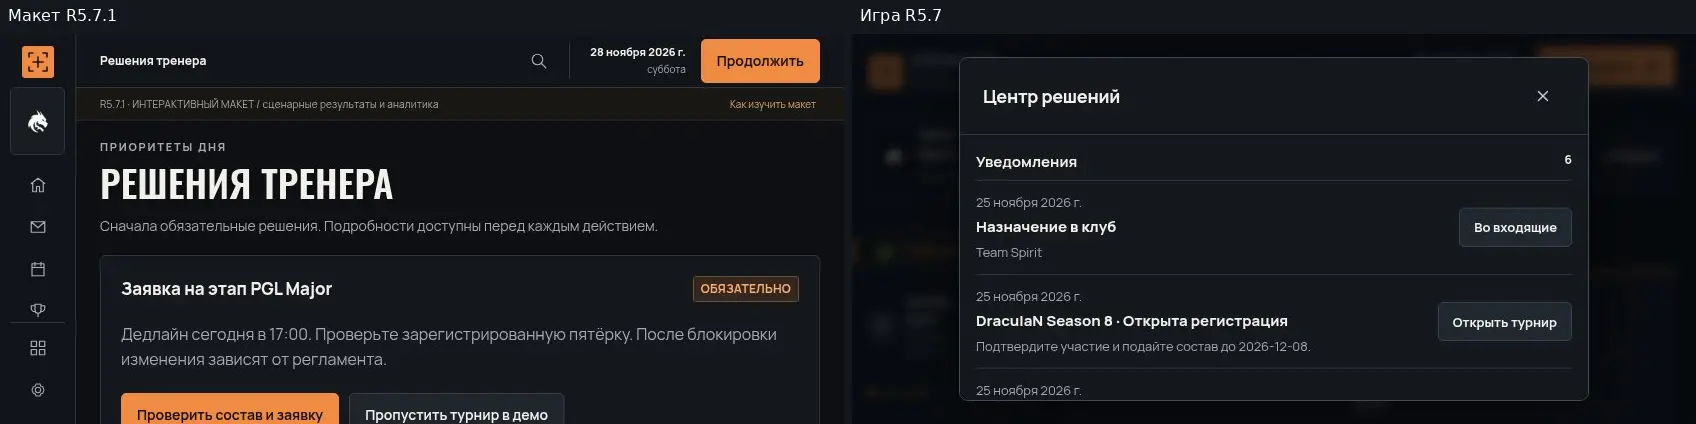 Макет R5.7.1
Решения тренера
28 ноября 2026 г.
суббота
Продолжить
R5.7.1 · ИНТЕРАКТИВНЫЙ МАКЕТ / сценарные результаты и аналитика
Как изучить макет
ПРИОРИТЕТЫ ДНЯ
РЕШЕНИЯ ТРЕНЕРА
Сначала обязательные решения. Подробности доступны перед каждым действием.
Заявка на этап PGL Major
ОБЯЗАТЕЛЬНО
Дедлайн сегодня в 17:00. Проверьте зарегистрированную пятёрку. После блокировки
изменения зависят от регламента.
Проверить состав и заявку
Пропустить турнир в демо
Игра R5.7
Центр решений
Уведомления
6
25 ноября 2026 г.
Назначение в клуб
Team Spirit
Во входящие
25 ноября 2026 г.
DraculaN Season 8 · Открыта регистрация
Подтвердите участие и подайте состав до 2026-12-08.
Открыть турнир
25 ноября 2026 г.